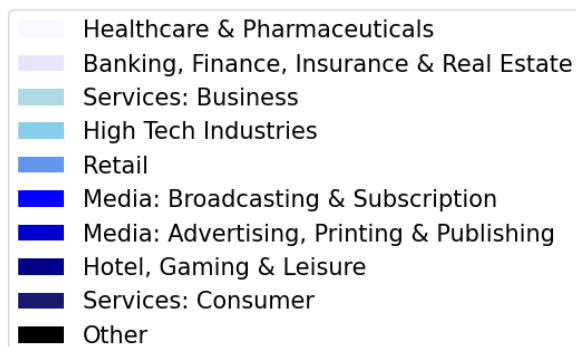 Healthcare & Pharmaceuticals
Banking, Finance, Insurance & Real Estate
Services: Business
High Tech Industries
Retail
Media: Broadcasting & Subscription
Media: Advertising, Printing & Publishing
Hotel, Gaming & Leisure
Services: Consumer
Other